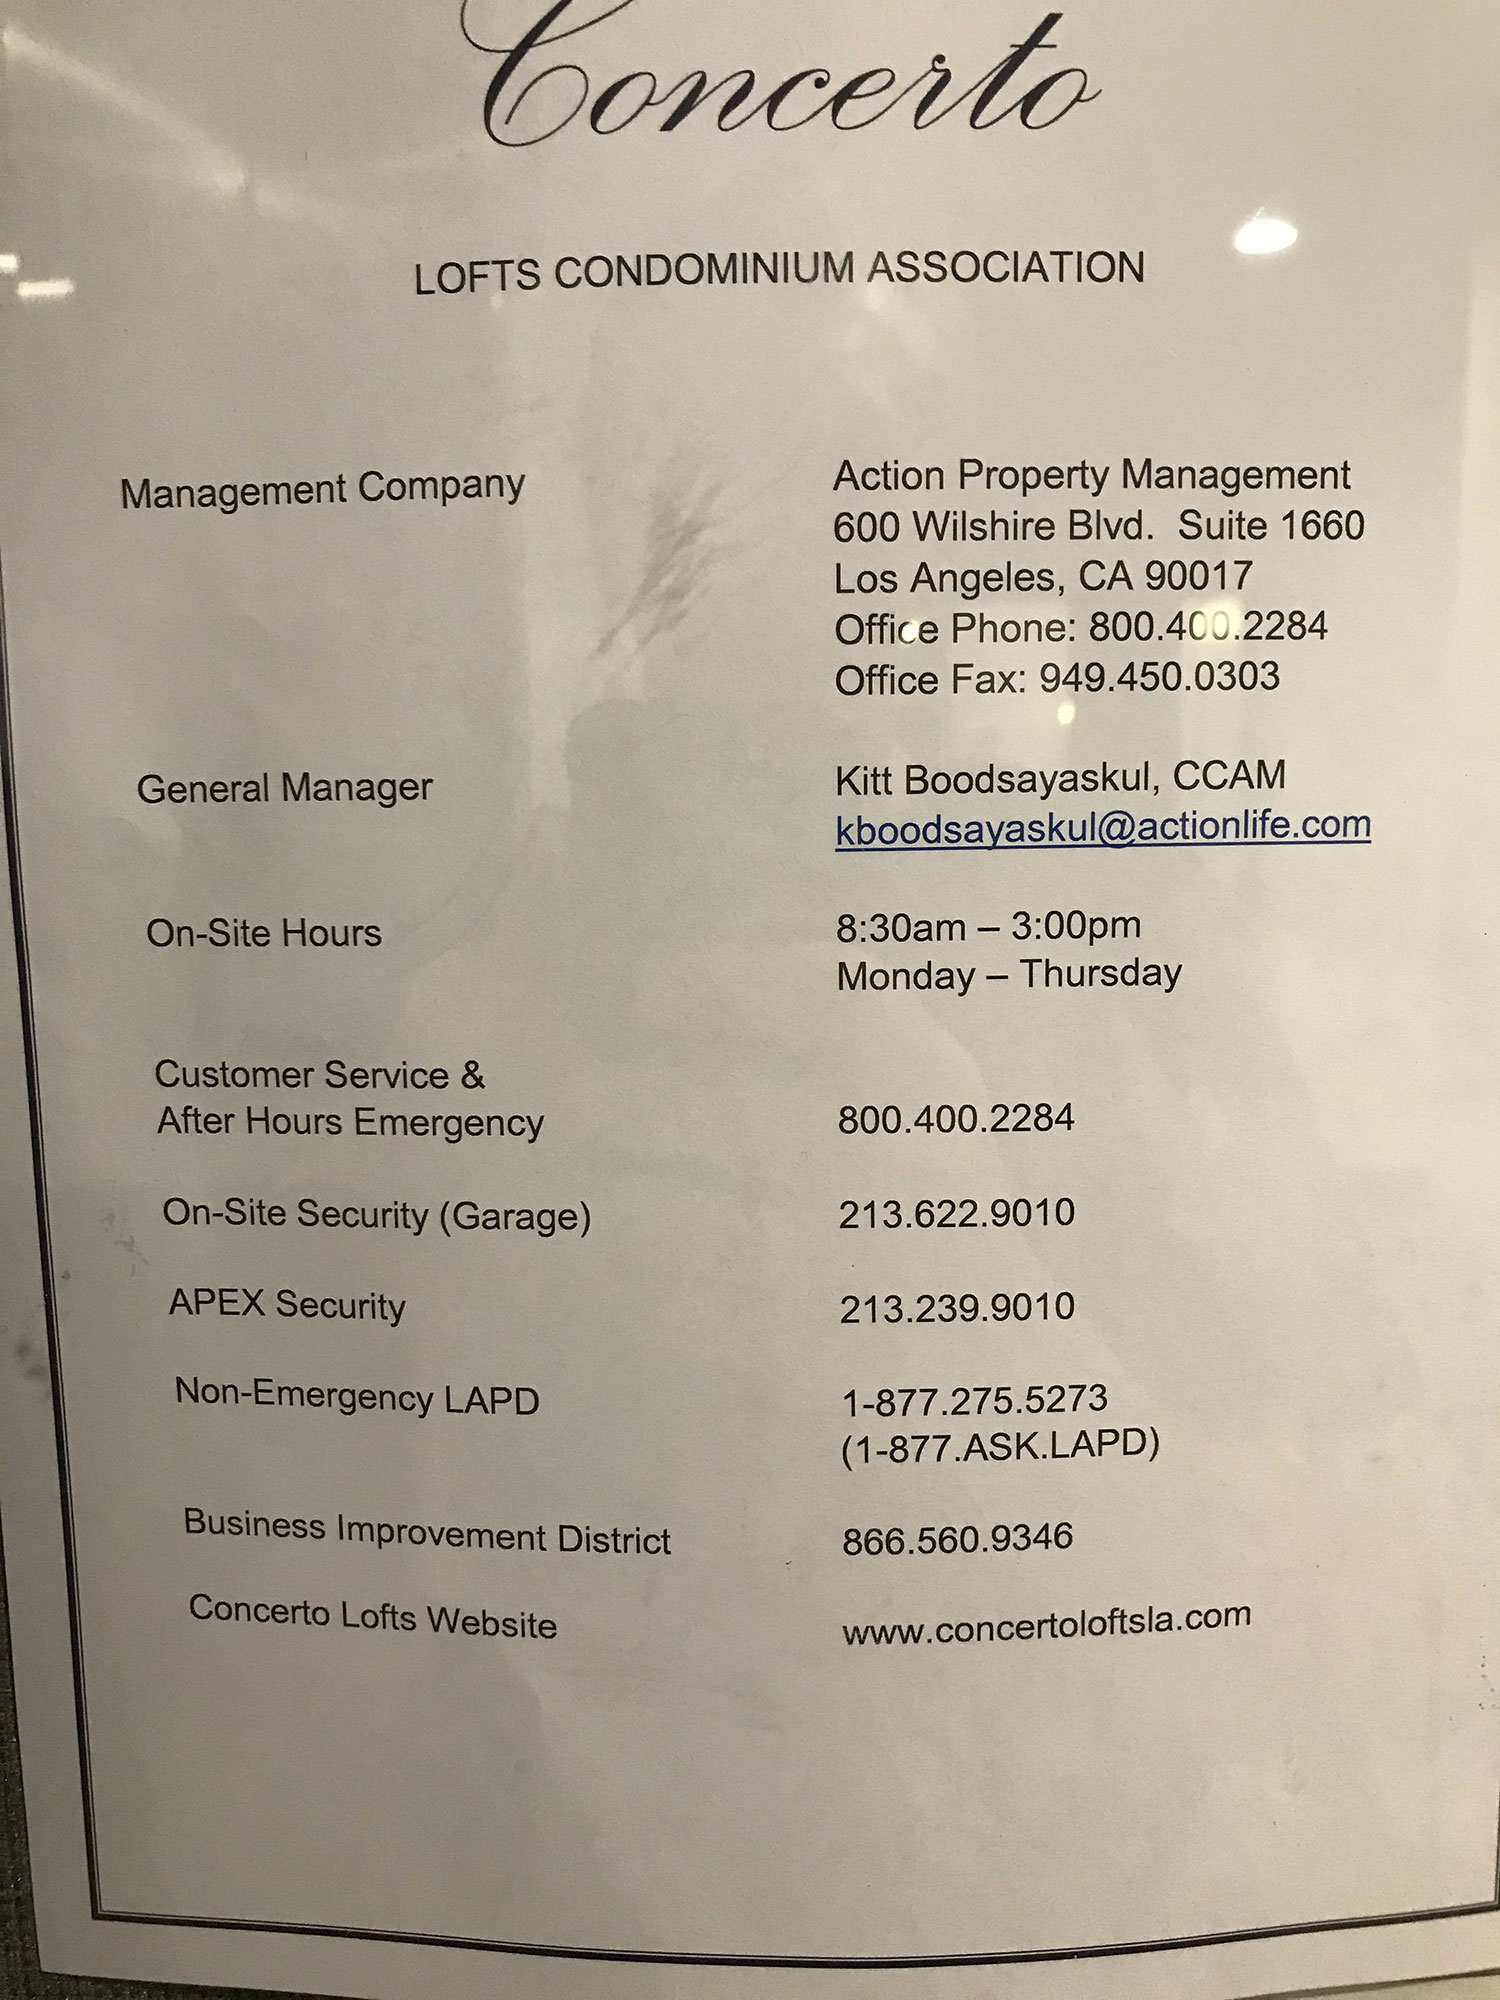 Concerto
LOFTS CONDOMINIUM ASSOCIATION
Management Company
Action Property Management
600 Wilshire Blvd.  Suite 1660
Los Angeles, CA 90017
Office Phone: 800.400.2284
Office Fax: 949.450.0303
General Manager
Kitt Boodsayaskul, CCAM
kboodsayaskul@actionlife.com
On-Site Hours
8:30am – 3:00pm
Monday – Thursday
Customer Service &
After Hours Emergency
800.400.2284
On-Site Security (Garage)
213.622.9010
APEX Security
213.239.9010
Non-Emergency LAPD
1-877.275.5273
(1-877.ASK.LAPD)
Business Improvement District
866.560.9346
Concerto Lofts Website
www.concertoloftsla.com